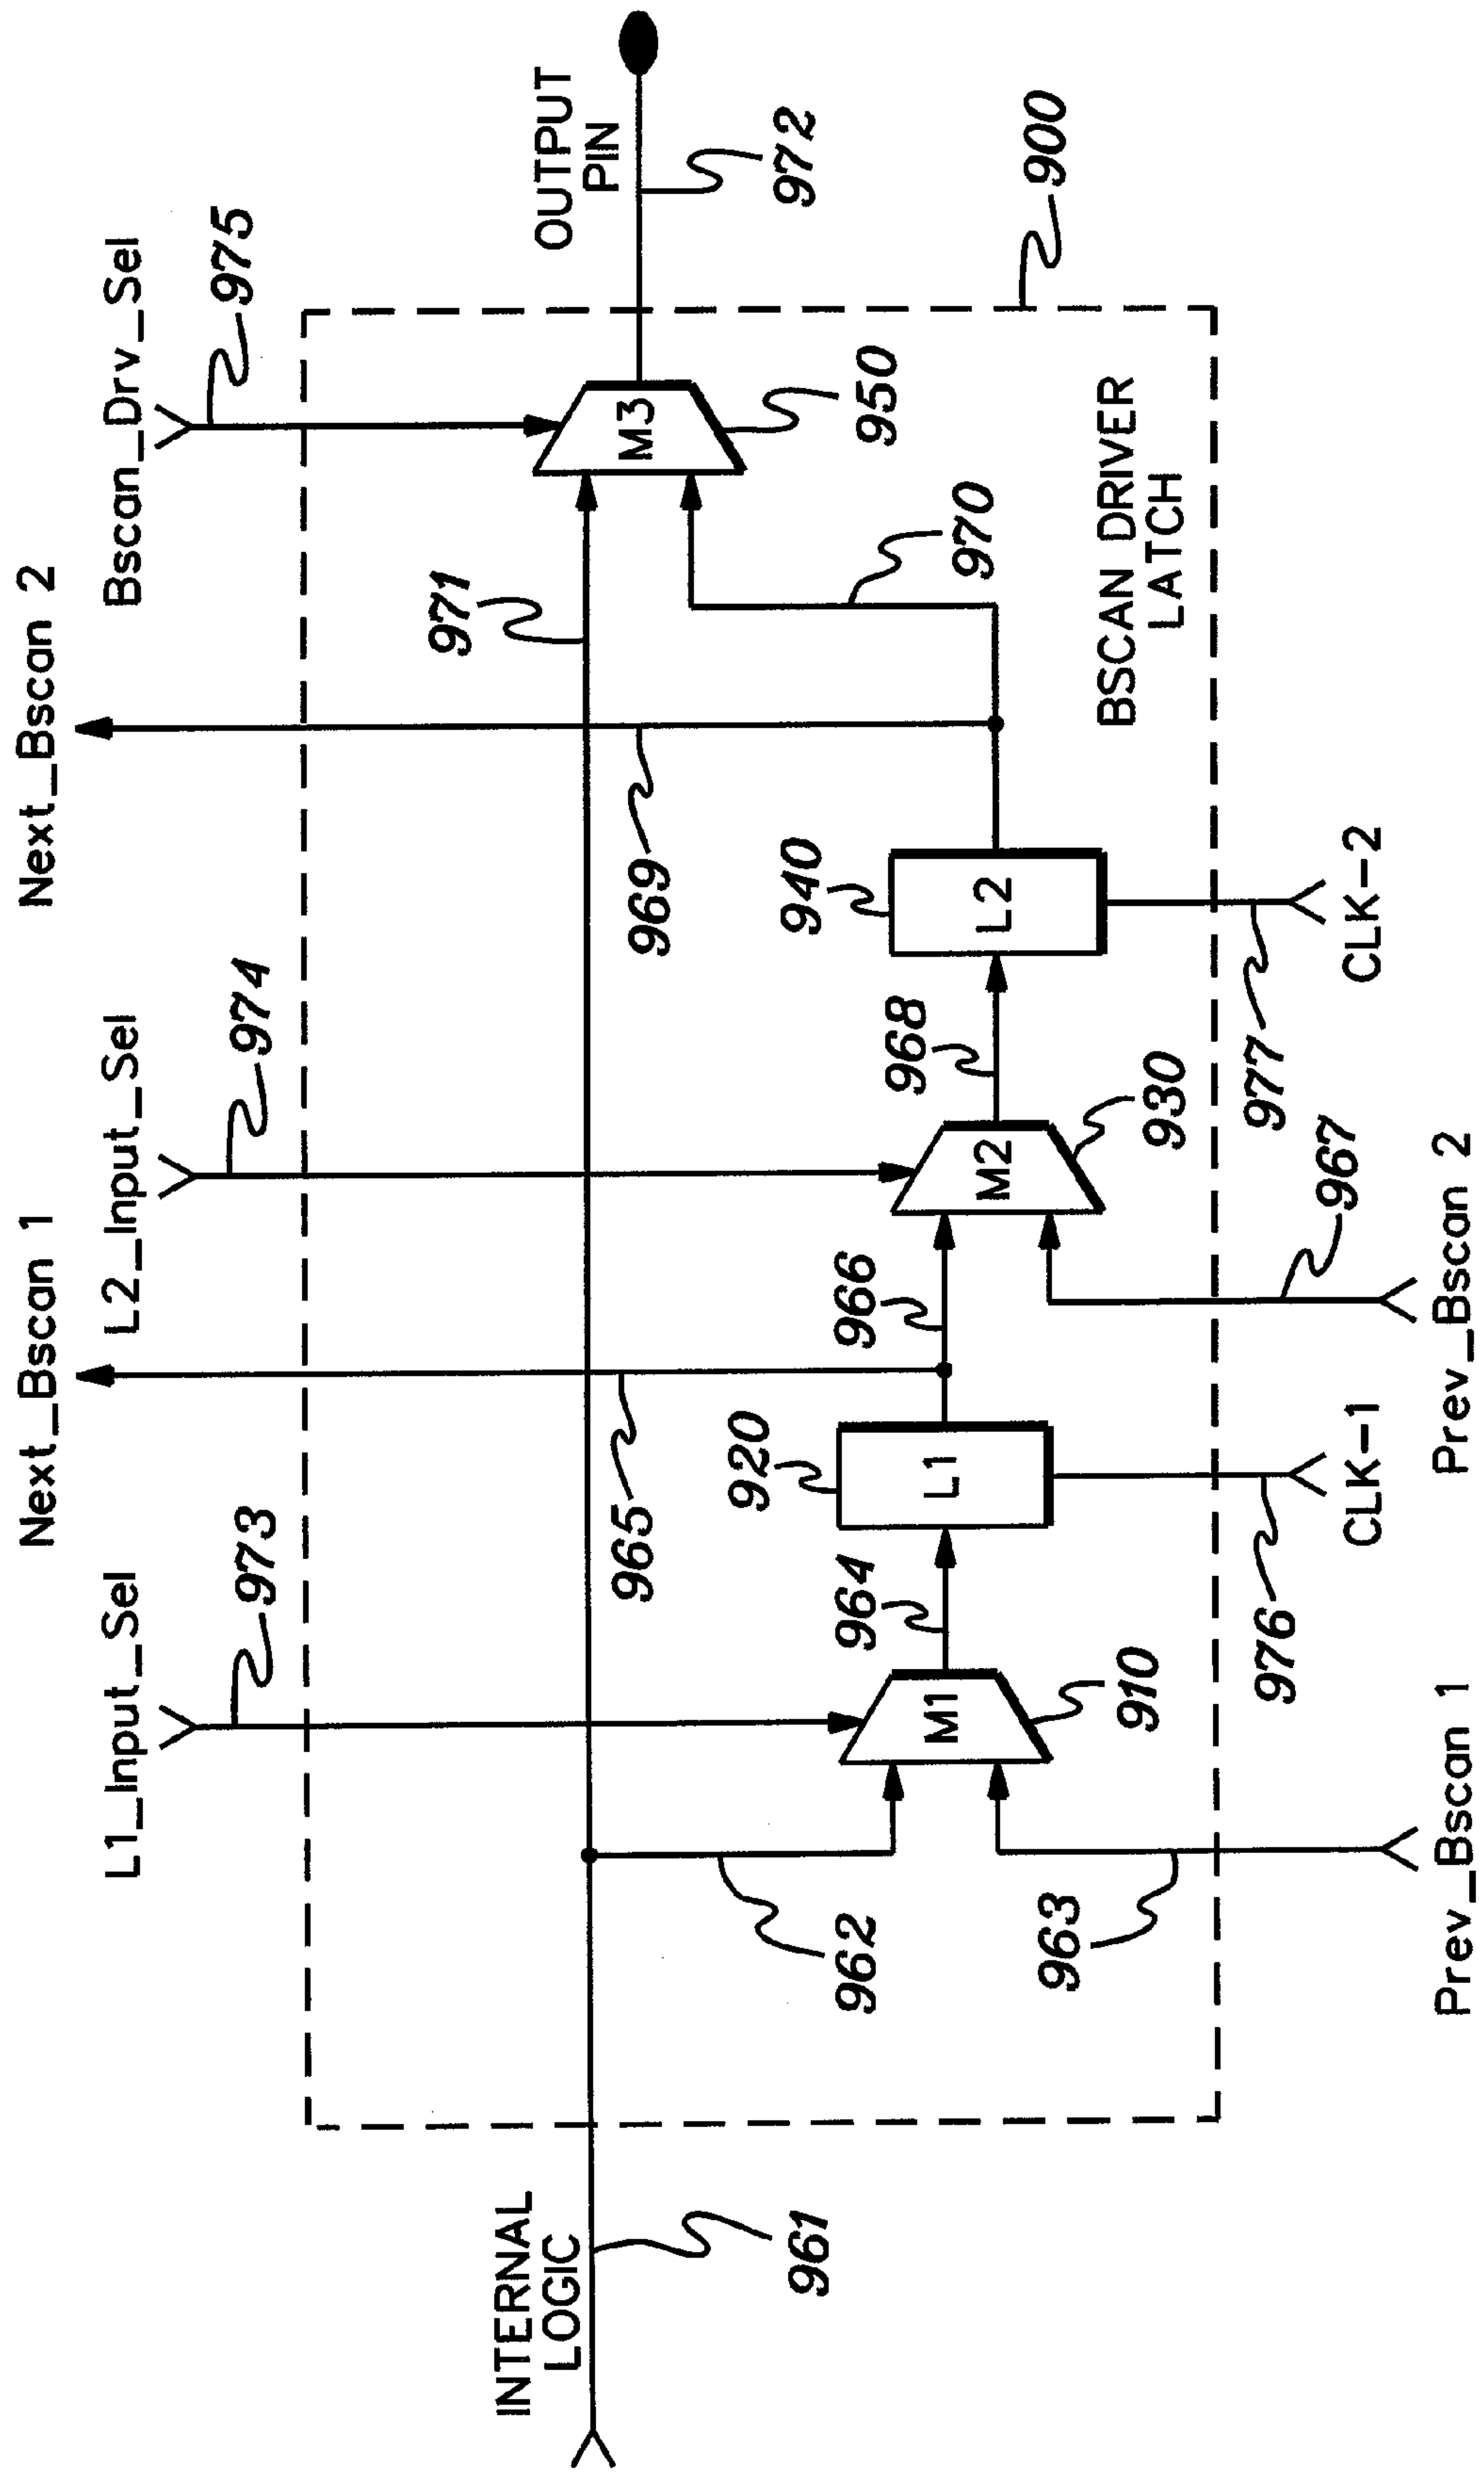 Next_Bscan 1
Next_Bscan 2
L1_Input_Sel
L2_Input_Sel
Bscan_Drv_Sel
973
974
975
971
OUTPUT
PIN
972
INTERNAL
LOGIC
961
965
969
M3
950
962
964
920
966
968
940
970
M1
L1
M2
L2
963
910
930
BSCAN DRIVER
LATCH
900
976
967
977
CLK-1
CLK-2
Prev_Bscan 1
Prev_Bscan 2